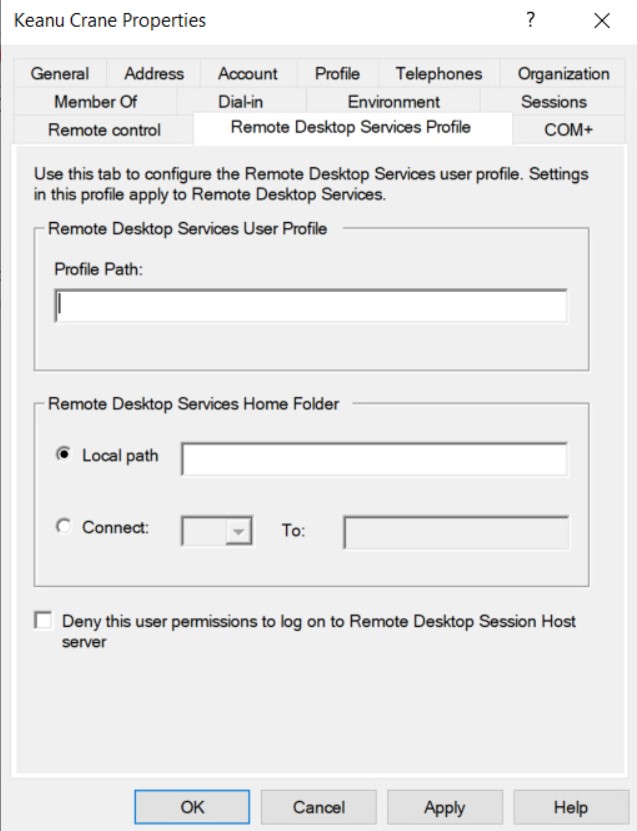 Keanu Crane Properties
?
General Address Account Profile Telephones Organization
Member Of Dial-in Environment Sessions
Remote control Remote Desktop Services Profile COM+
Use this tab to configure the Remote Desktop Services user profile. Settings
in this profile apply to Remote Desktop Services.
Remote Desktop Services User Profile
Profile Path:
Remote Desktop Services Home Folder
Local path
Connect: To:
Deny this user permissions to log on to Remote Desktop Session Host
server
OK Cancel Apply Help